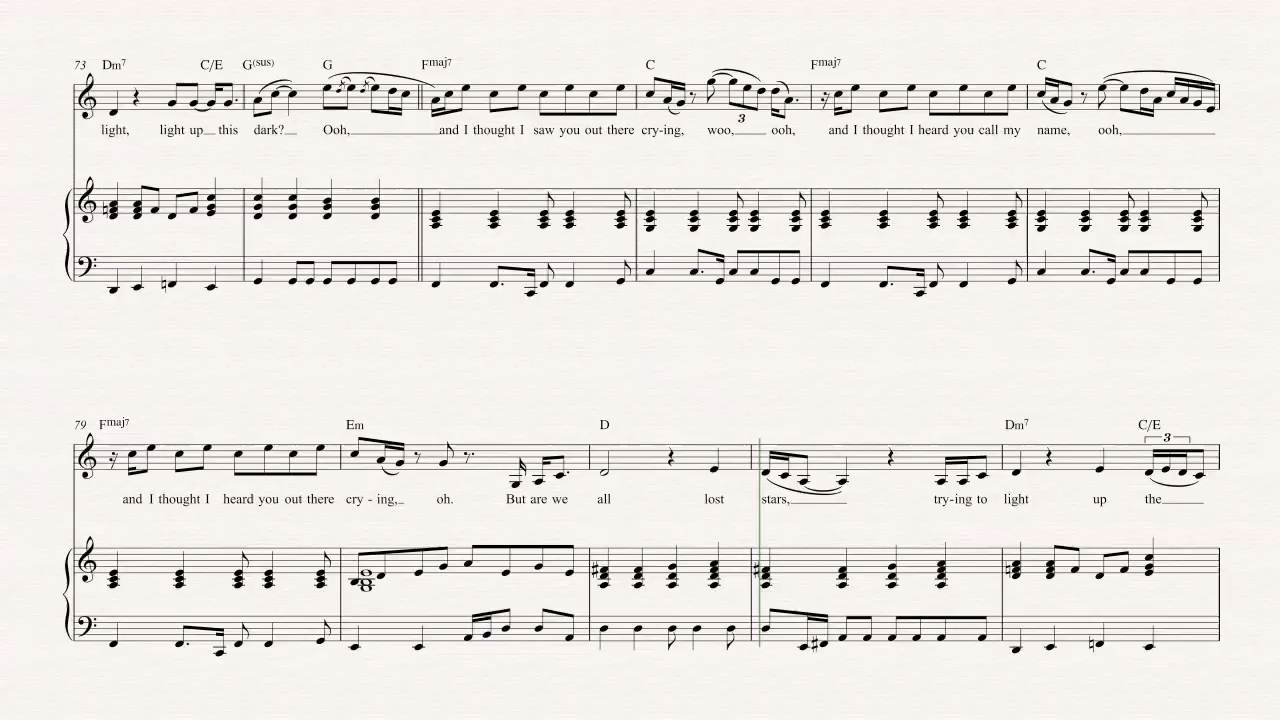 73 Dm7 C/E G(sus) G Fmaj7 C Fmaj7 C
light, light up this dark? Ooh, and I thought I saw you out there cry-ing, woo, ooh, and I thought I heard you call my name, ooh,
3
79 Fmaj7 Em D Dm7 C/E
3
and I thought I heard you out there cry - ing, oh. But are we all lost stars, try-ing to light up the